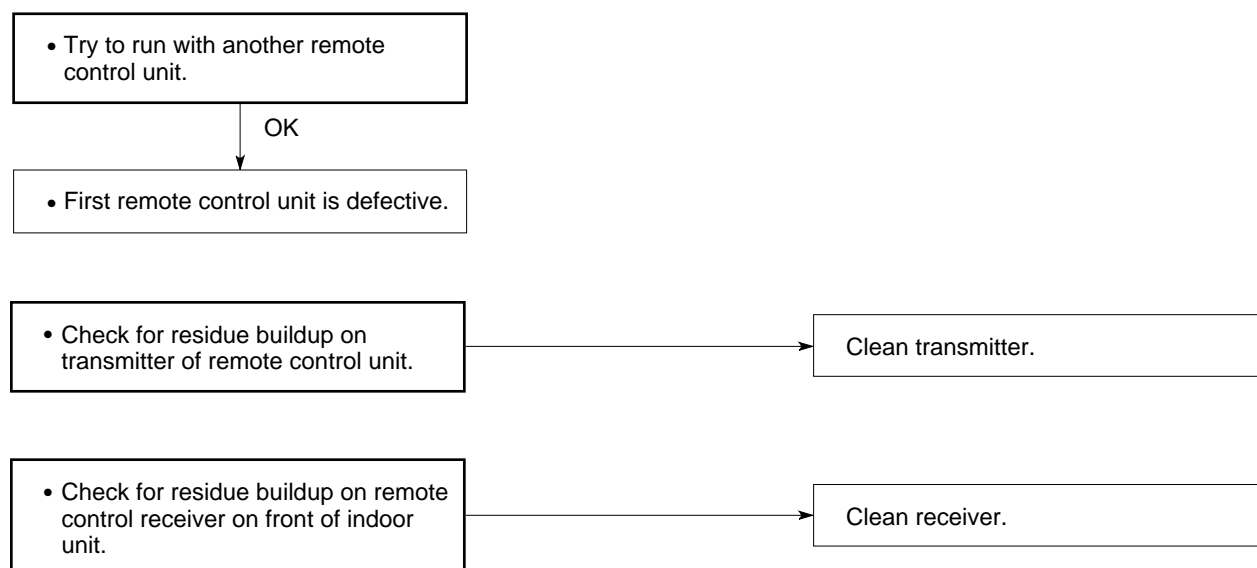 • Try to run with another remote
control unit.
OK
• First remote control unit is defective.
• Check for residue buildup on
transmitter of remote control unit.
Clean transmitter.
• Check for residue buildup on remote
control receiver on front of indoor
unit.
Clean receiver.